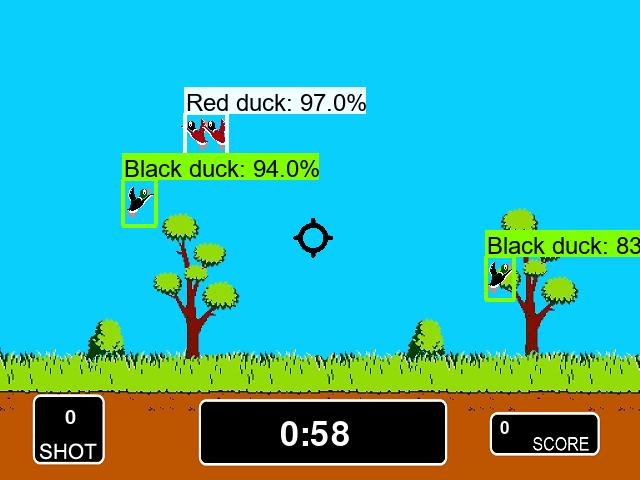 Red duck: 97.0%
Black duck: 94.0%
Black duck: 83
0
SHOT
0:58
0
SCORE